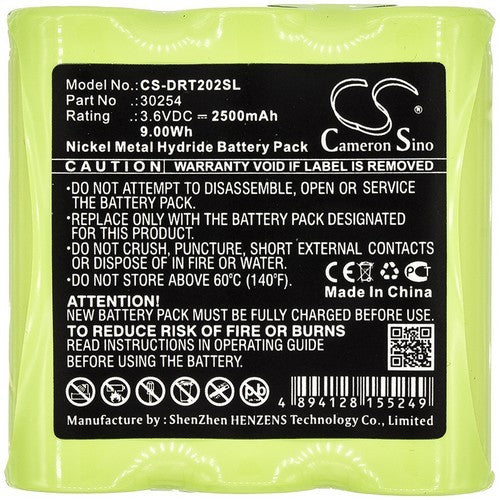 Model No.:CS-DRT202SL
Part No :30254
Rating :3.6VDC ⎓ 2500mAh
9.00Wh
Nickel Metal Hydride Battery Pack
CS
Cameron Sino
CAUTION WARRANTY VOID IF LABEL IS REMOVED
•DO NOT ATTEMPT TO DISASSEMBLE, OPEN OR SERVICE
THE BATTERY PACK.
•REPLACE ONLY WITH THE BATTERY PACK DESIGNATED
FOR THIS PRODUCT.
•DO NOT CRUSH, PUNCTURE, SHORT EXTERNAL CONTACTS
OR DISPOSE OF IN FIRE OR WATER.
•DO NOT STORE ABOVE 60°C (140°F).
CE FC
Made In China
ATTENTION!
NEW BATTERY PACK MAY NOT BE FULLY CHARGED.
TO REDUCE RISK OF FIRE OR BURNS
READ INSTRUCTIONS IN BEFORE
USING THE BATTERY.
Pb
4 894128 155249
Manufacture by : ShenZhen HENZENS Technology Co., Limited